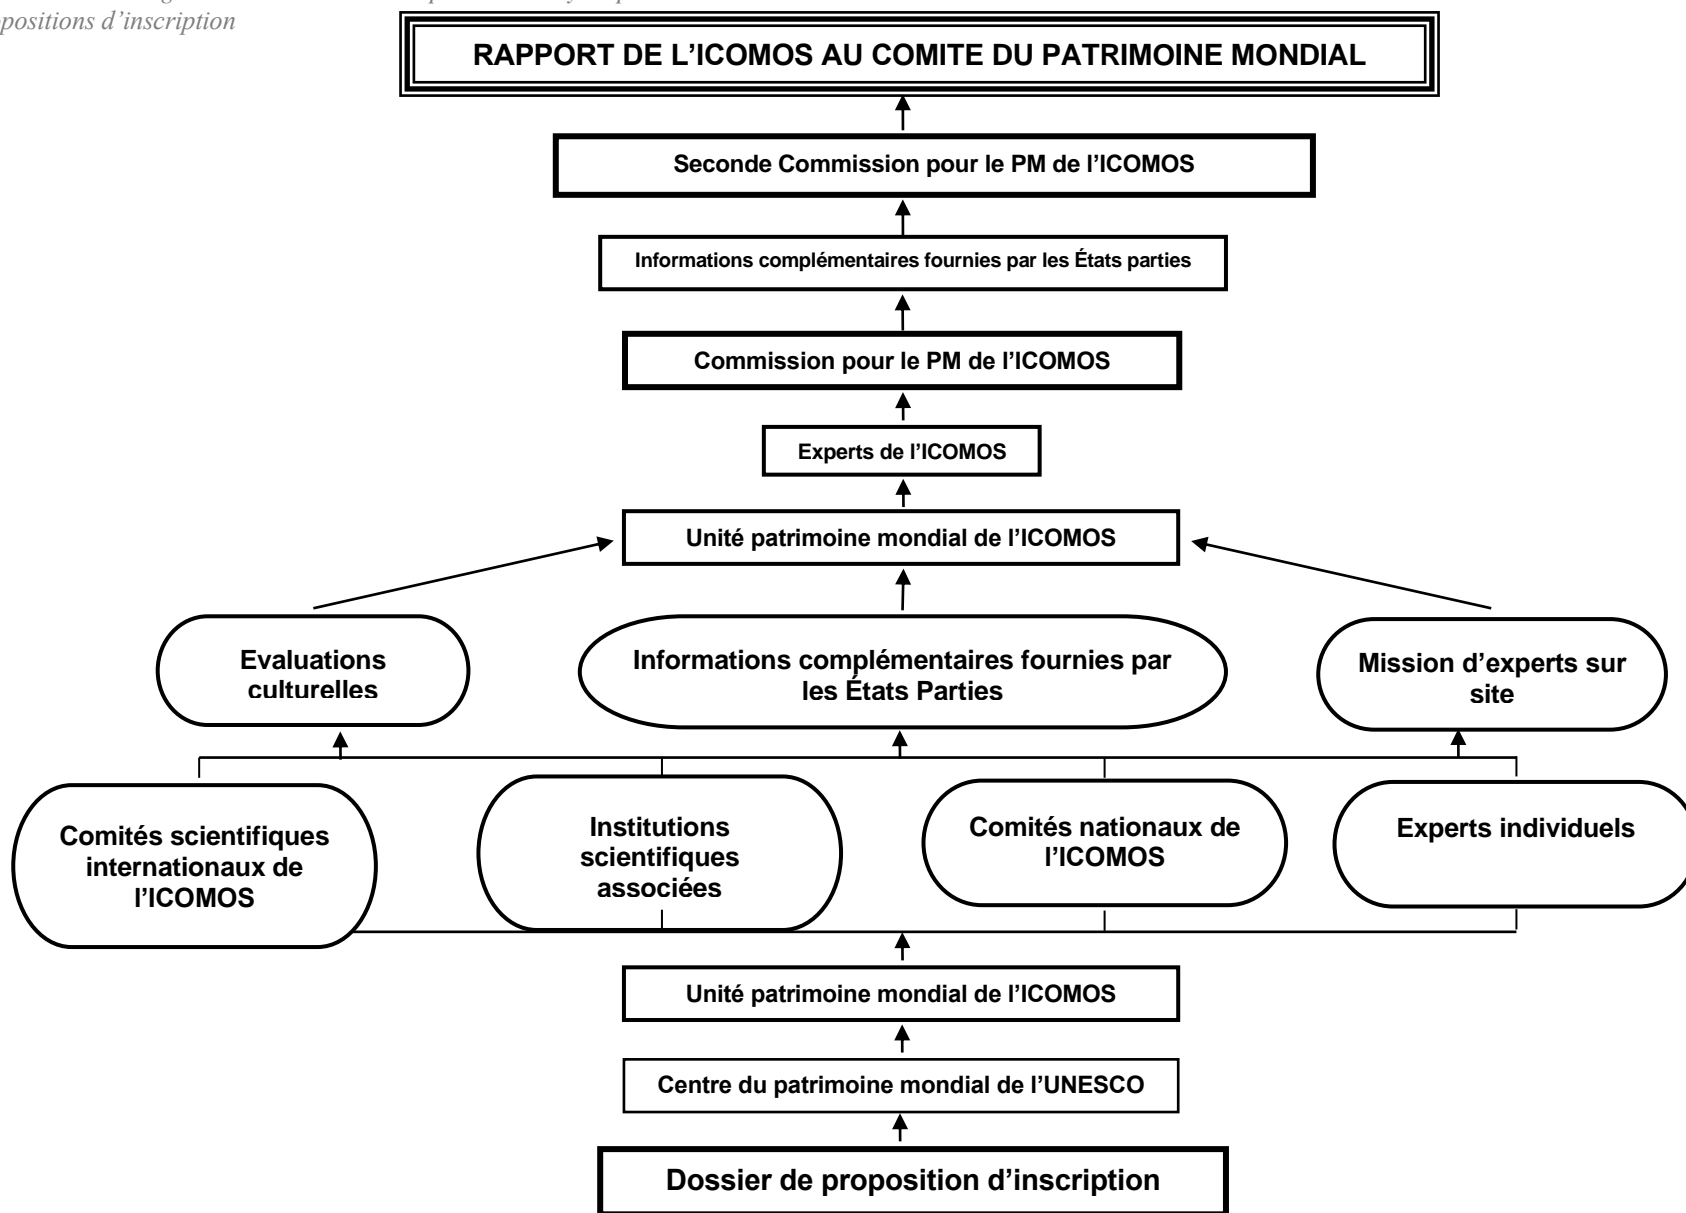 positions d'inscription
RAPPORT DE L'ICOMOS AU COMITE DU PATRIMOINE MONDIAL
Seconde Commission pour le PM de l'ICOMOS
Informations complémentaires fournies par les États parties
Commission pour le PM de l'ICOMOS
Experts de l'ICOMOS
Unité patrimoine mondial de l'ICOMOS
Evaluations
culturelles
Informations complémentaires fournies par
les États Parties
Mission d'experts sur
site
Comités scientifiques
internationaux de
l'ICOMOS
Institutions
scientifiques
associées
Comités nationaux de
l'ICOMOS
Experts individuels
Unité patrimoine mondial de l'ICOMOS
Centre du patrimoine mondial de l'UNESCO
Dossier de proposition d'inscription